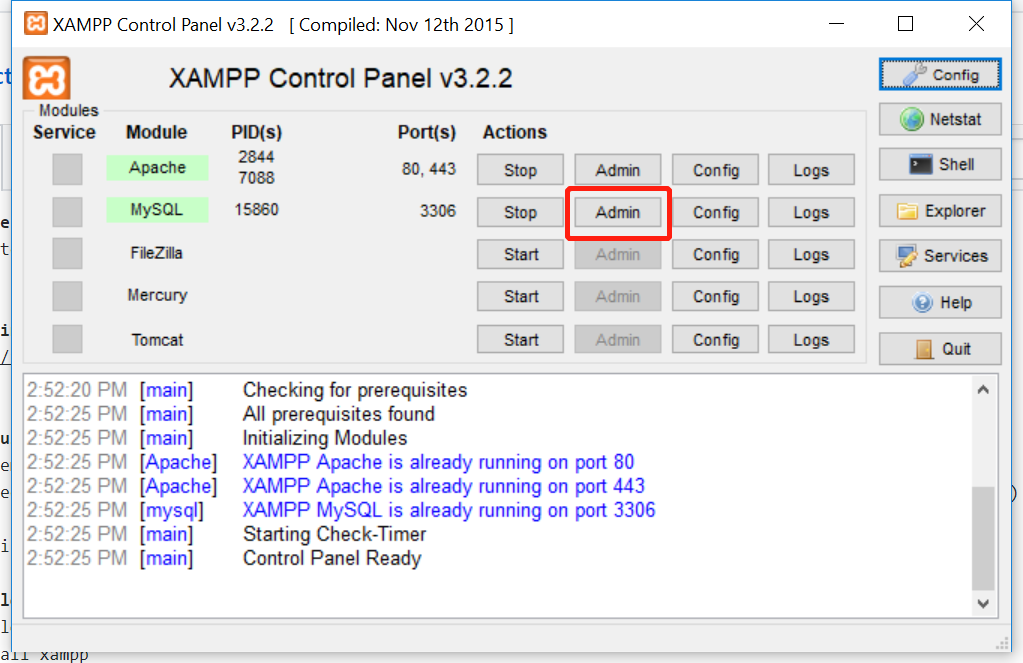 XAMPP Control Panel v3.2.2 [ Compiled: Nov 12th 2015 ]
XAMPP Control Panel v3.2.2
Config
Modules
Service Module PID(s) Port(s) Actions
Netstat
Apache 2844 7088 80, 443 Stop Admin Config Logs
Shell
MySQL 15860 3306 Stop Admin Config Logs
Explorer
FileZilla Start Admin Config Logs
Services
Mercury Start Admin Config Logs
Help
Tomcat Start Admin Config Logs
Quit
2:52:20 PM [main] Checking for prerequisites
2:52:25 PM [main] All prerequisites found
2:52:25 PM [main] Initializing Modules
2:52:25 PM [Apache] XAMPP Apache is already running on port 80
2:52:25 PM [Apache] XAMPP Apache is already running on port 443
2:52:25 PM [mysql] XAMPP MySQL is already running on port 3306
2:52:25 PM [main] Starting Check-Timer
2:52:25 PM [main] Control Panel Ready
all xampp